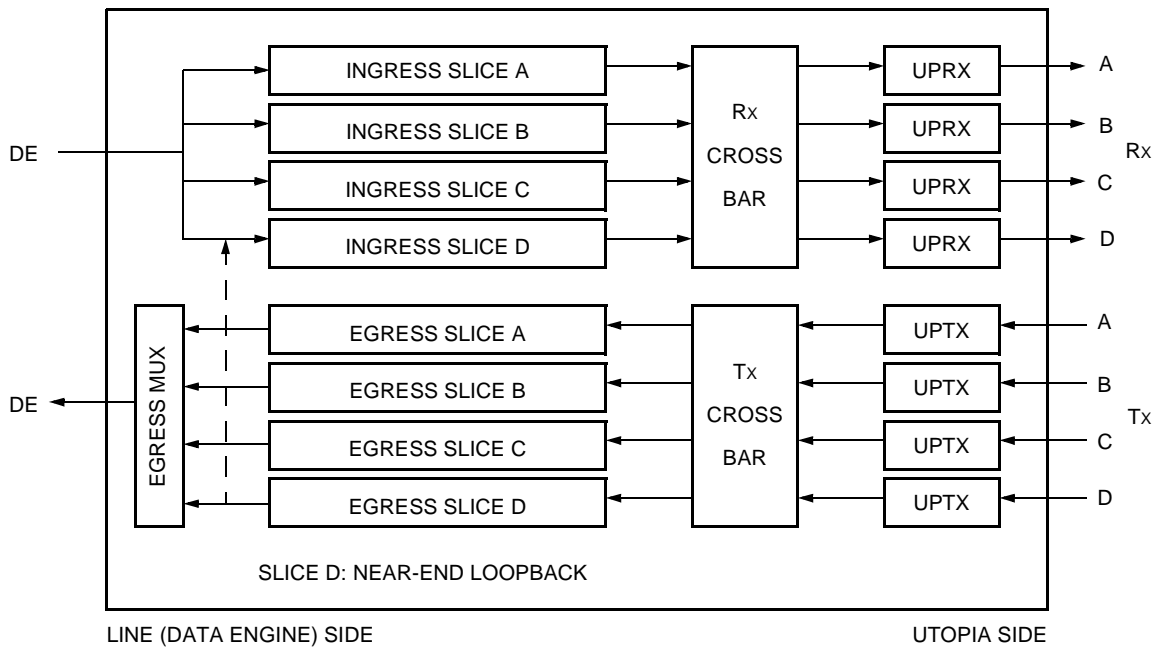 INGRESS SLICE A
UPRX
A
INGRESS SLICE B
RX
CROSS
BAR
UPRX
B
DE
RX
INGRESS SLICE C
UPRX
C
INGRESS SLICE D
UPRX
D
EGRESS MUX
EGRESS SLICE A
UPTX
A
EGRESS SLICE B
TX
CROSS
BAR
UPTX
B
DE
TX
EGRESS SLICE C
UPTX
C
EGRESS SLICE D
UPTX
D
SLICE D: NEAR-END LOOPBACK
LINE (DATA ENGINE) SIDE
UTOPIA SIDE